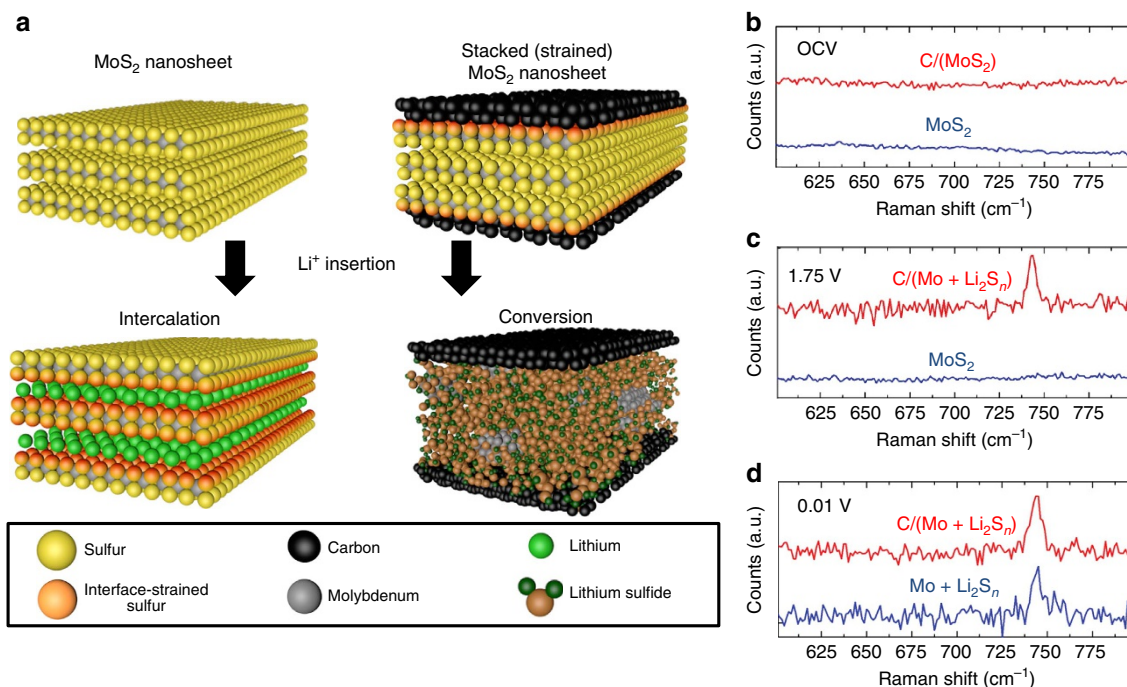 a
MoS₂ nanosheet
Stacked (strained)
MoS₂ nanosheet
Li⁺ insertion
Intercalation
Conversion
Sulfur
Carbon
Lithium
Interface-strained
sulfur
Molybdenum
Lithium sulfide
b
OCV
C/(MoS₂)
MoS₂
Counts (a.u.)
625 650 675 700 725 750 775
Raman shift (cm⁻¹)
c
1.75 V
C/(Mo + Li₂Sₙ)
MoS₂
Counts (a.u.)
625 650 675 700 725 750 775
Raman shift (cm⁻¹)
d
0.01 V
C/(Mo + Li₂Sₙ)
Mo + Li₂Sₙ
Counts (a.u.)
625 650 675 700 725 750 775
Raman shift (cm⁻¹)